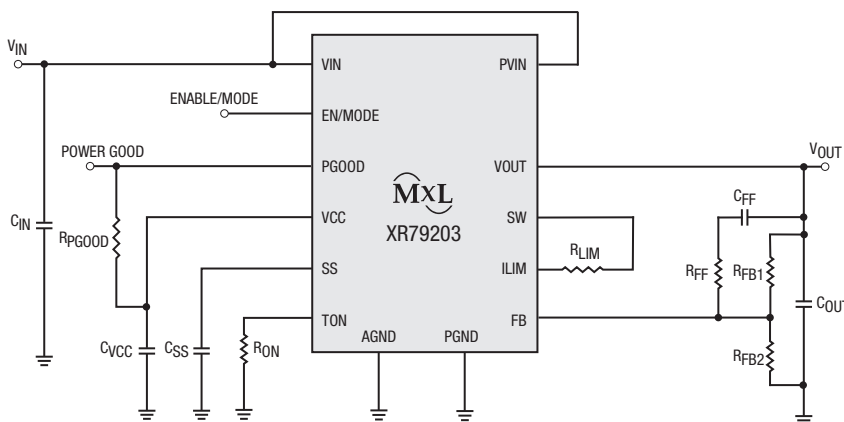 VIN
VIN
PVIN
ENABLE/MODE
EN/MODE
POWER GOOD
PGOOD
VOUT
VOUT
MXL
CFF
CIN
RPGOOD
VCC
SW
XR79203
RLIM
RFF
RFB1
SS
ILIM
COUT
TON
FB
CVCC
CSS
RON
AGND
PGND
RFB2